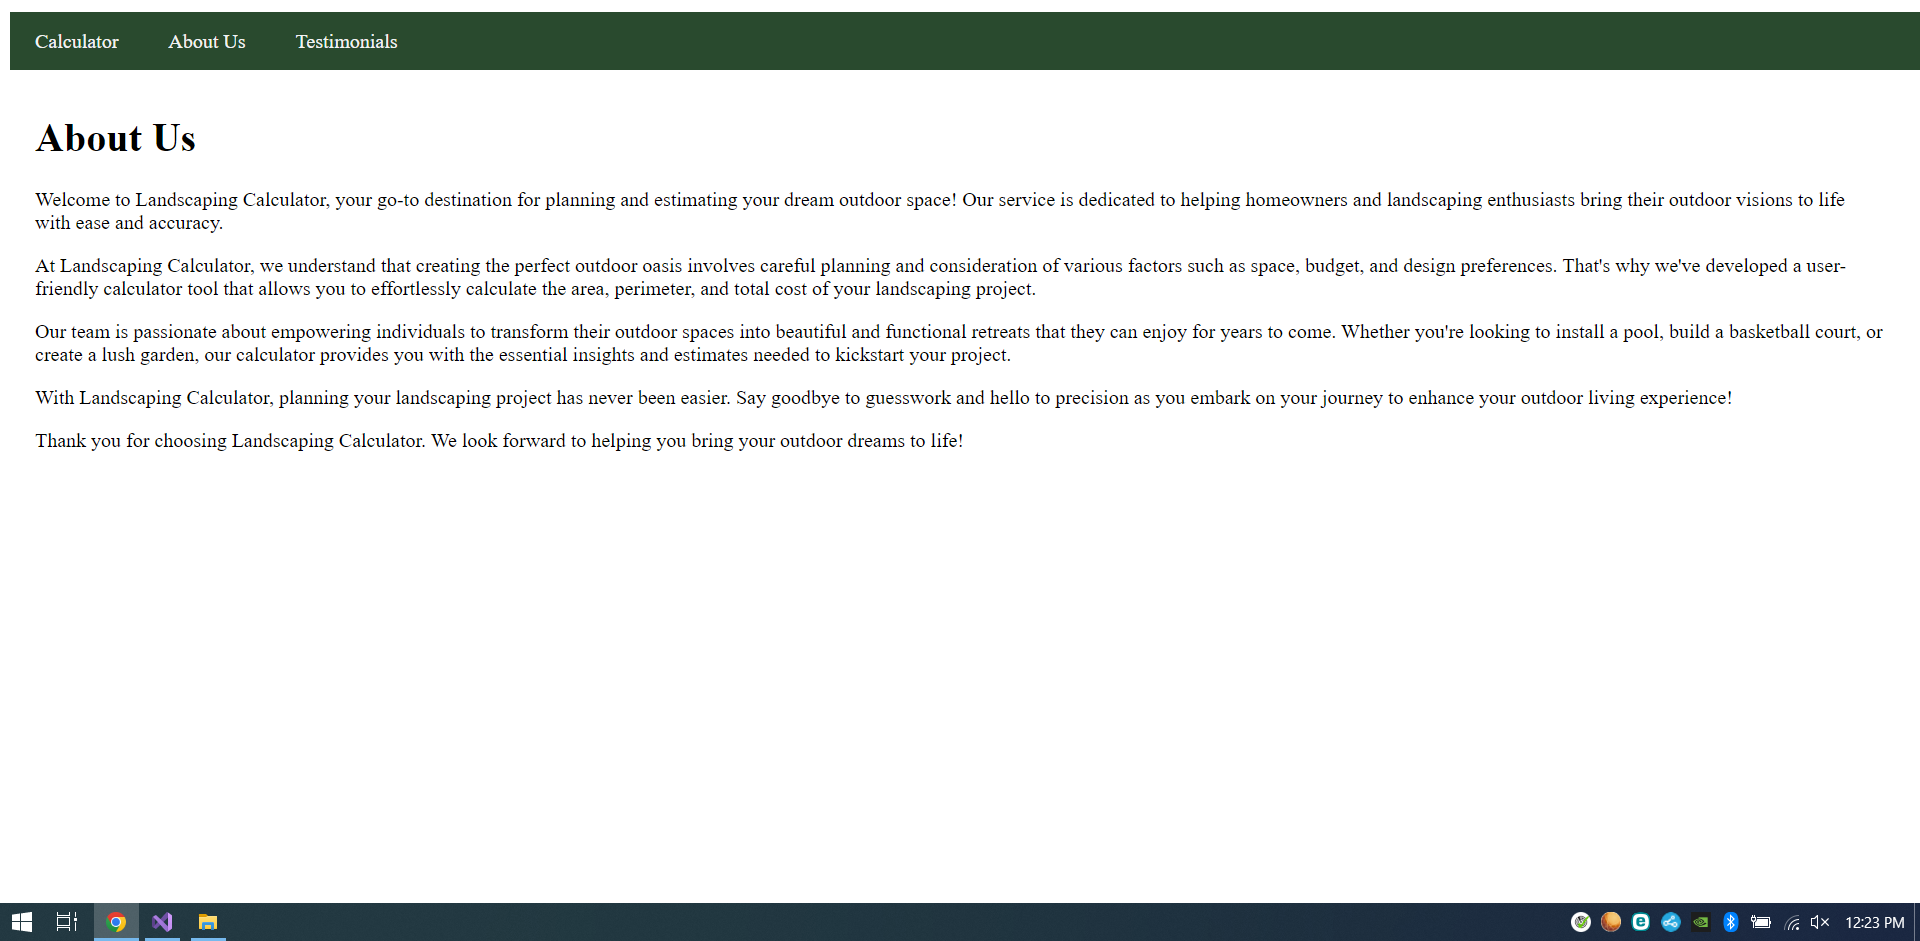 Calculator About Us Testimonials
About Us
Welcome to Landscaping Calculator, your go-to destination for planning and estimating your dream outdoor space! Our service is dedicated to helping homeowners and landscaping enthusiasts bring their outdoor visions to life
with ease and accuracy.
At Landscaping Calculator, we understand that creating the perfect outdoor oasis involves careful planning and consideration of various factors such as space, budget, and design preferences. That's why we've developed a user-
friendly calculator tool that allows you to effortlessly calculate the area, perimeter, and total cost of your landscaping project.
Our team is passionate about empowering individuals to transform their outdoor spaces into beautiful and functional retreats that they can enjoy for years to come. Whether you're looking to install a pool, build a basketball court, or
create a lush garden, our calculator provides you with the essential insights and estimates needed to kickstart your project.
With Landscaping Calculator, planning your landscaping project has never been easier. Say goodbye to guesswork and hello to precision as you embark on your journey to enhance your outdoor living experience!
Thank you for choosing Landscaping Calculator. We look forward to helping you bring your outdoor dreams to life!
12:23 PM